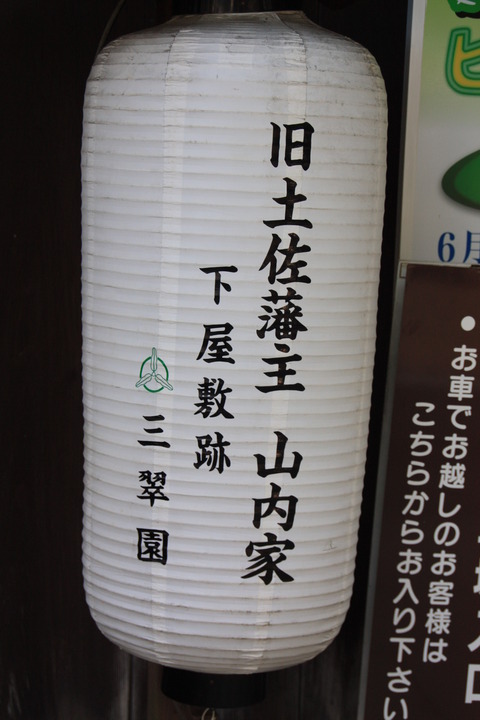 旧土佐藩主 山内家
下屋敷跡
三翠園
6月
●お車でお越しのお客様は
こちらからお入り下さい